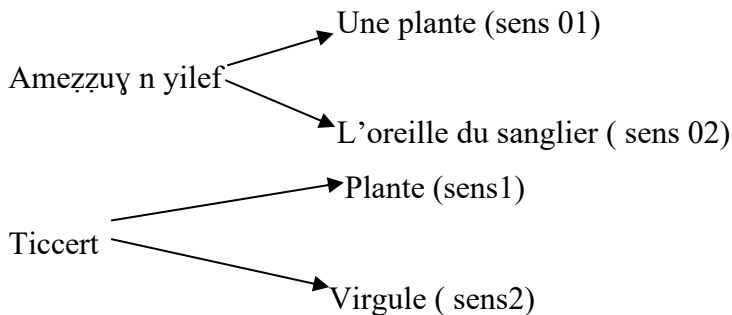 Une plante (sens 01)
Ameẓẓuɣ n yilef
L’oreille du sanglier ( sens 02)
Plante (sens1)
Ticcert
Virgule ( sens2)